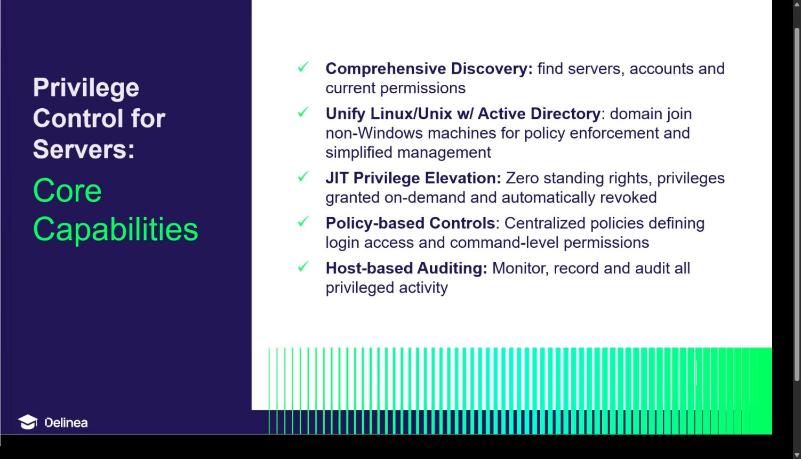 Privilege
Control for
Servers:
Core
Capabilities
✓ Comprehensive Discovery: find servers, accounts and
current permissions
✓ Unify Linux/Unix w/ Active Directory: domain join
non-Windows machines for policy enforcement and
simplified management
✓ JIT Privilege Elevation: Zero standing rights, privileges
granted on-demand and automatically revoked
✓ Policy-based Controls: Centralized policies defining
login access and command-level permissions
✓ Host-based Auditing: Monitor, record and audit all
privileged activity
Delinea